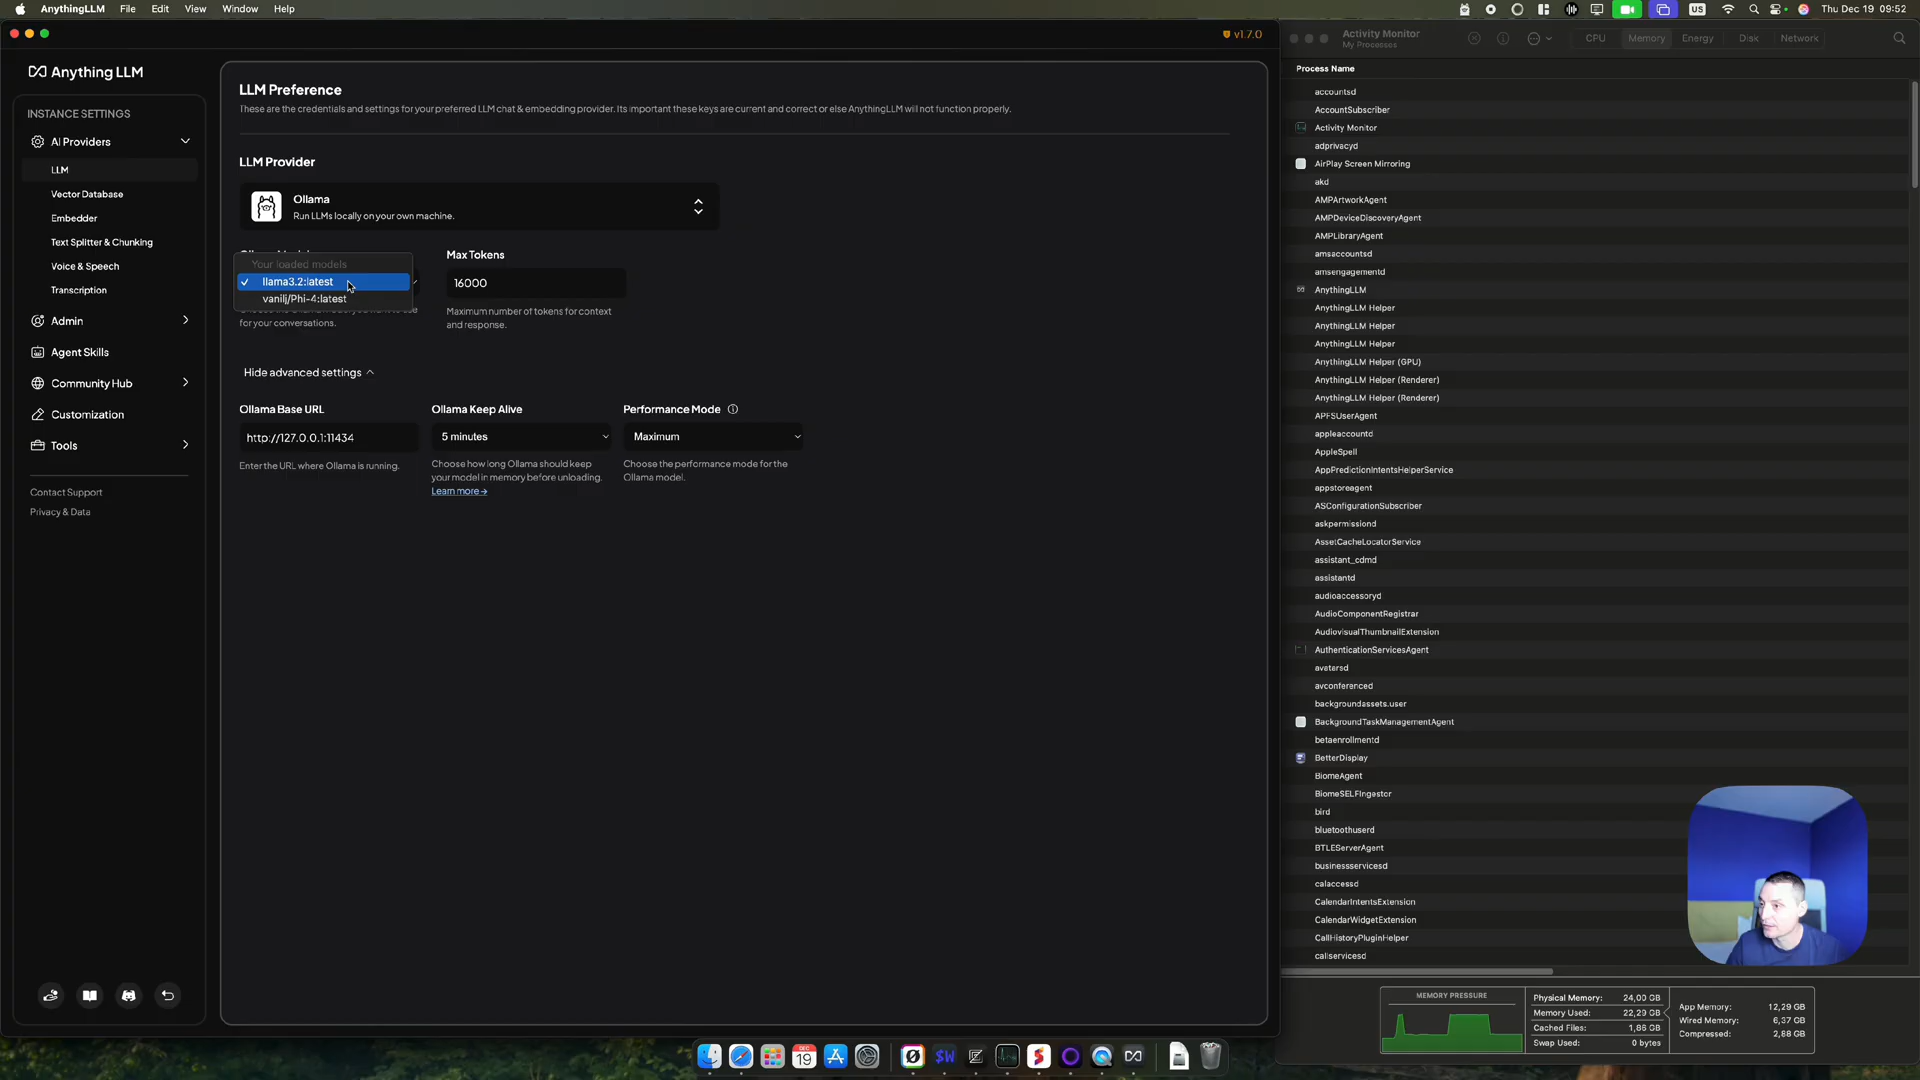 AnythingLLM File Edit View Window Help
US Thu Dec 19 09:52
v1.7.0
Anything LLM
INSTANCE SETTINGS
AI Providers
LLM
Vector Database
Embedder
Text Splitter & Chunking
Voice & Speech
Transcription
Admin
Agent Skills
Community Hub
Customization
Tools
Contact Support
Privacy & Data
LLM Preference
These are the credentials and settings for your preferred LLM chat & embedding provider. Its important these keys are current and correct or else AnythingLLM will not function properly.
LLM Provider
Ollama
Run LLMs locally on your own machine.
Your loaded models
llama3.2:latest
vanilj/Phi-4:latest
for your conversations.
Max Tokens
16000
Maximum number of tokens for context
and response.
Hide advanced settings
Ollama Base URL
http://127.0.0.1:11434
Enter the URL where Ollama is running.
Ollama Keep Alive
5 minutes
Choose how long Ollama should keep
your model in memory before unloading.
Learn more →
Performance Mode
Maximum
Choose the performance mode for the
Ollama model.
Activity Monitor
My Processes
CPU Memory Energy Disk Network
Process Name
accountsd
AccountSubscriber
Activity Monitor
adprivacyd
AirPlay Screen Mirroring
akd
AMPArtworkAgent
AMPDeviceDiscoveryAgent
AMPLibraryAgent
amsaccountsd
amsengagementd
AnythingLLM
AnythingLLM Helper
AnythingLLM Helper
AnythingLLM Helper
AnythingLLM Helper (GPU)
AnythingLLM Helper (Renderer)
AnythingLLM Helper (Renderer)
APFSUserAgent
appleaccountd
AppleSpell
AppPredictionIntentsHelperService
appstoreagent
ASConfigurationSubscriber
askpermissiond
AssetCacheLocatorService
assistant_cdmd
assistantd
audioaccessoryd
AudioComponentRegistrar
AudiovisualThumbnailExtension
AuthenticationServicesAgent
avatarsd
avconferenced
backgroundassets.user
BackgroundTaskManagementAgent
betaenrollmentd
BetterDisplay
BiomeAgent
BiomeSELFIngestor
bird
bluetoothuserd
BTLEServerAgent
businessservicesd
calaccessd
CalendarIntentsExtension
CalendarWidgetExtension
CallHistoryPluginHelper
callservicesd
MEMORY PRESSURE
Physical Memory: 24,00 GB
Memory Used: 22,29 GB
Cached Files: 1,86 GB
Swap Used: 0 bytes
App Memory: 12,29 GB
Wired Memory: 6,37 GB
Compressed: 2,88 GB
DEC
19